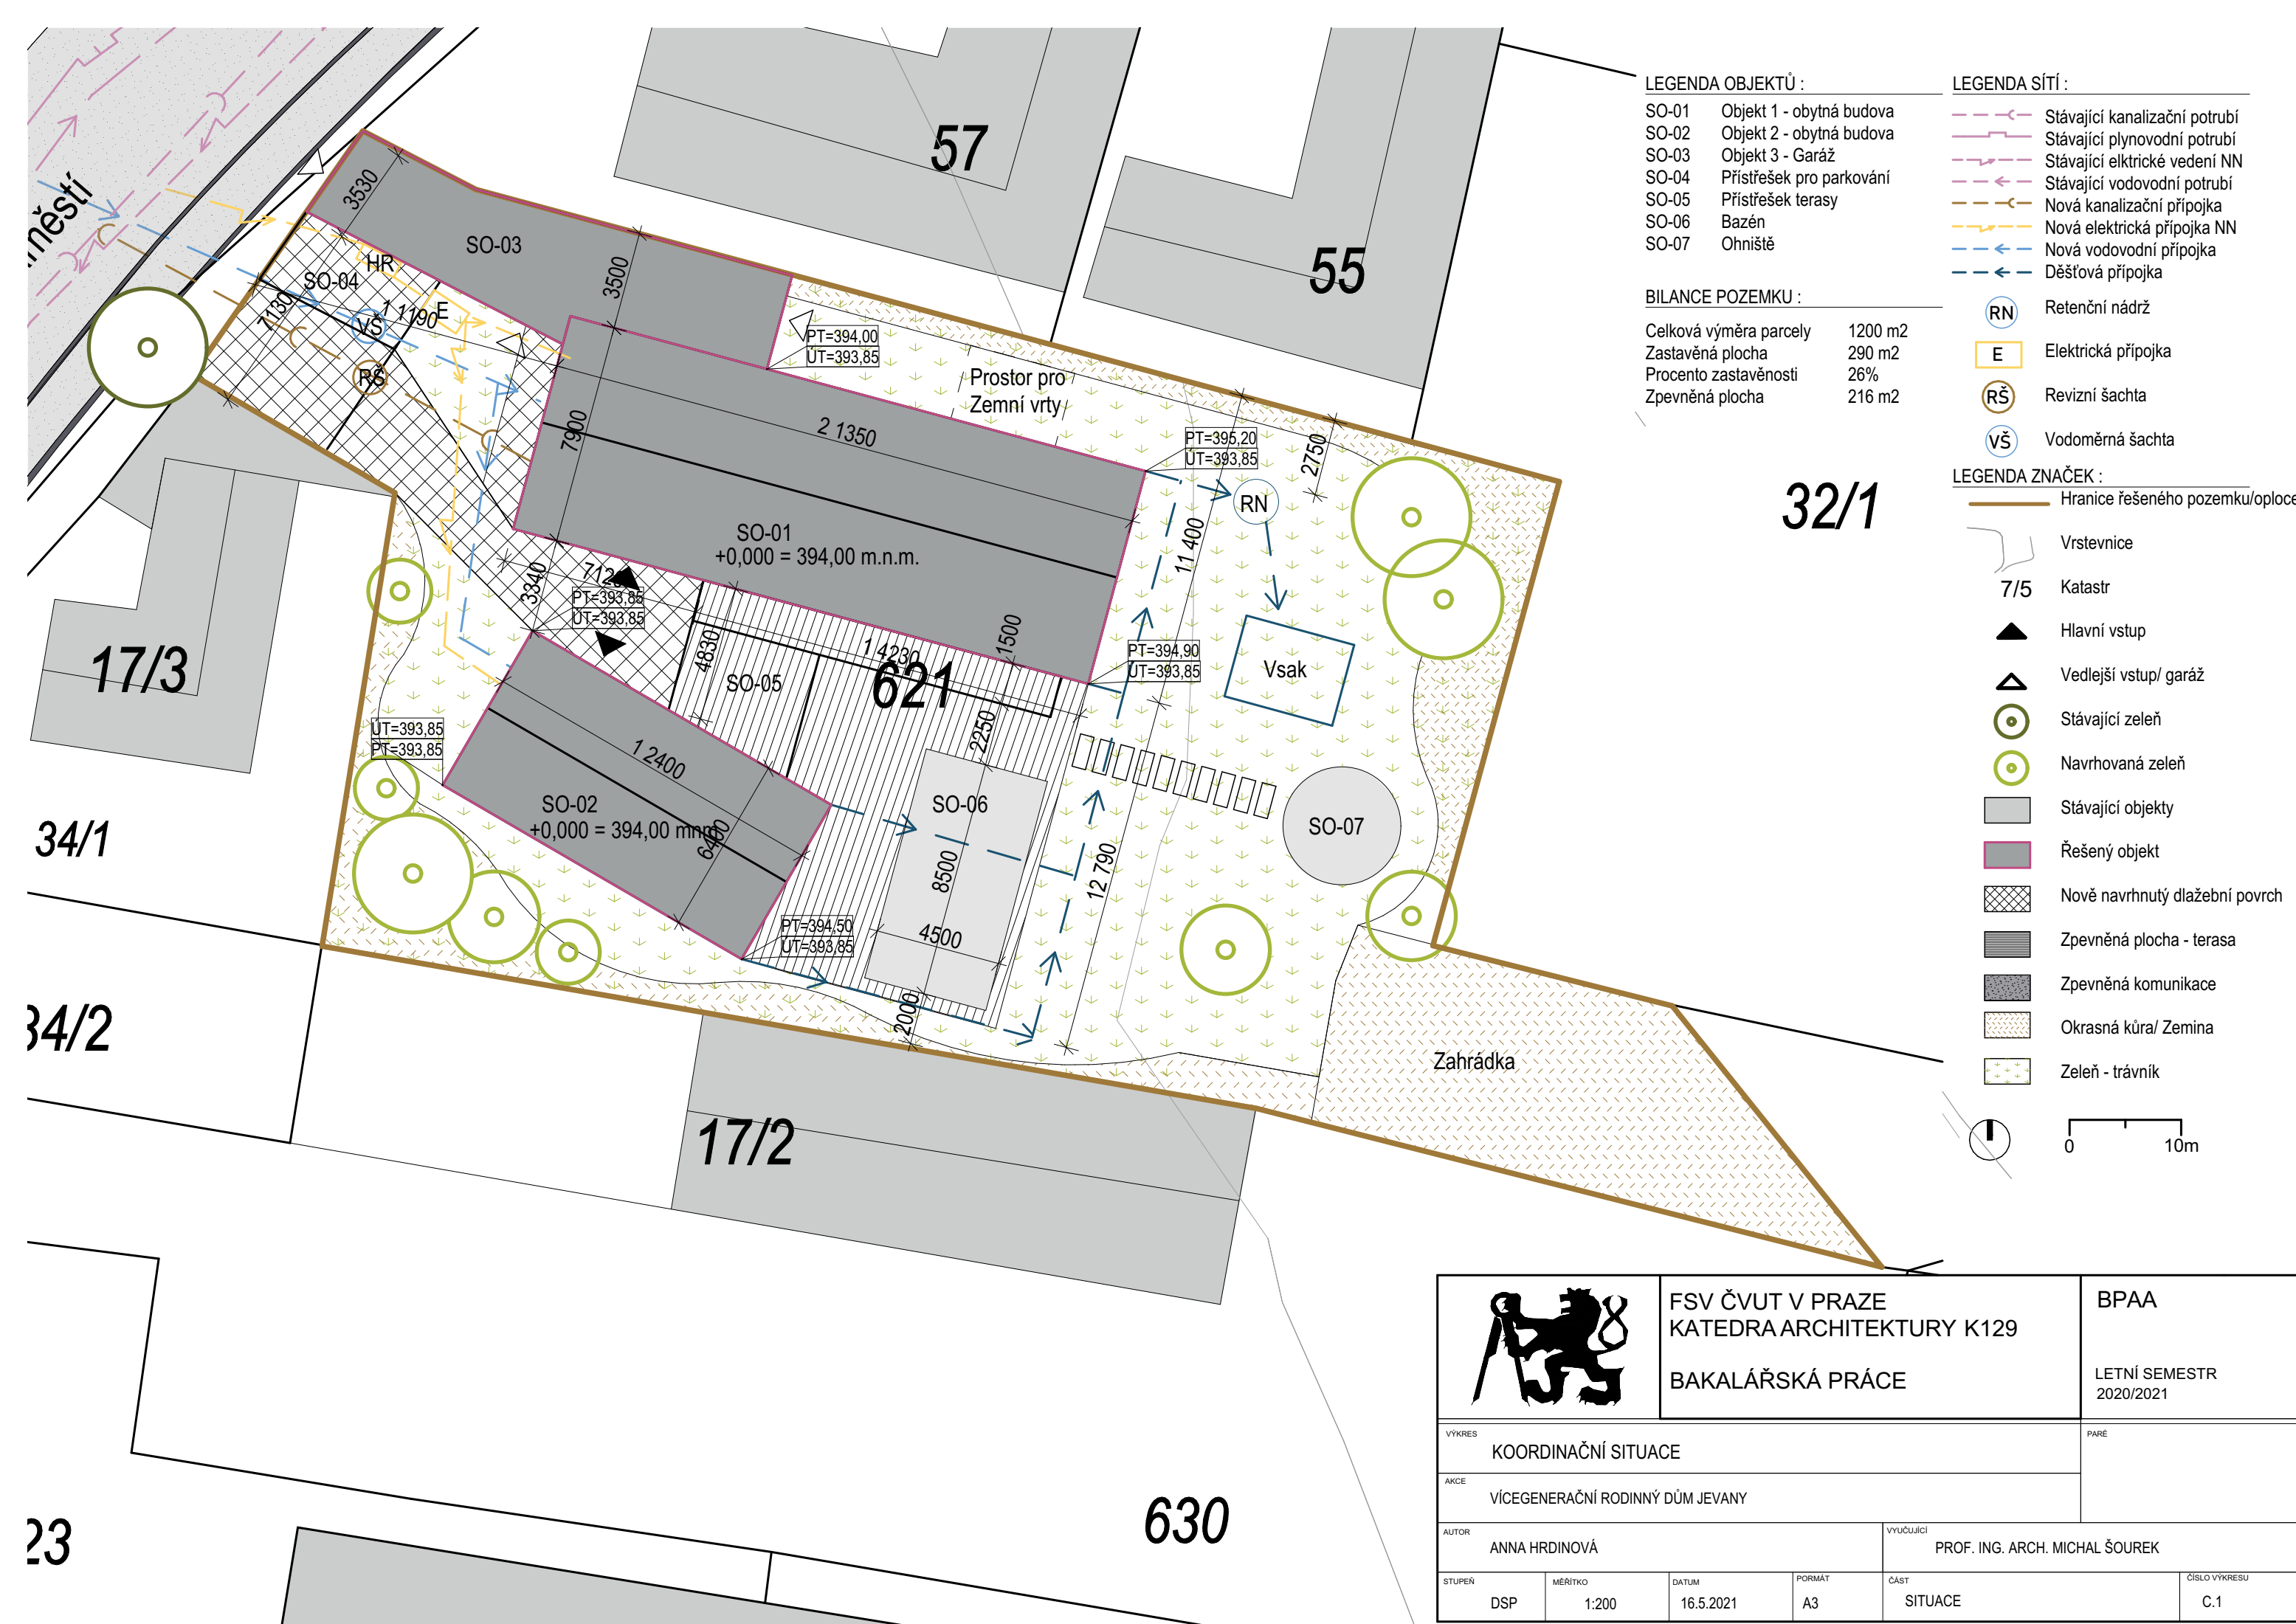 LEGENDA OBJEKTŮ :
SO-01 Objekt 1 - obytná budova
SO-02 Objekt 2 - obytná budova
SO-03 Objekt 3 - Garáž
SO-04 Přístřešek pro parkování
SO-05 Přístřešek terasy
SO-06 Bazén
SO-07 Ohniště
BILANCE POZEMKU :
Celková výměra parcely 1200 m2
Zastavěná plocha 290 m2
Procento zastavěnosti 26%
Zpevněná plocha 216 m2
LEGENDA SÍTÍ :
Stávající kanalizační potrubí
Stávající plynovodní potrubí
Stávající elktrické vedení NN
Stávající vodovodní potrubí
Nová kanalizační přípojka
Nová elektrická přípojka NN
Nová vodovodní přípojka
Děšťová přípojka
RN Retenční nádrž
E Elektrická přípojka
RŠ Revizní šachta
VŠ Vodoměrná šachta
LEGENDA ZNAČEK :
Hranice řešeného pozemku/oploce
Vrstevnice
7/5 Katastr
Hlavní vstup
Vedlejší vstup/ garáž
Stávající zeleň
Navrhovaná zeleň
Stávající objekty
Řešený objekt
Nově navrhnutý dlažební povrch
Zpevněná plocha - terasa
Zpevněná komunikace
Okrasná kůra/ Zemina
Zeleň - trávník
0 10m
městí
57
55
32/1
17/3
34/1
34/2
17/2
23
630
621
3530
SO-03
3500
HR
SO-04
7130
1 1190
E
VŠ
RŠ
PT=394,00
UT=393,85
Prostor pro
Zemní vrty
7900
2 1350
PT=395,20
UT=393,85
2750
RN
SO-01
+0,000 = 394,00 m.n.m.
11 400
3340
PT=393,85
UT=393,85
4830
1 4230
1500
PT=394,90
UT=393,85
Vsak
SO-05
UT=393,85
PT=393,85
2250
1 2400
SO-02
+0,000 = 394,00 mnm
6400
SO-06
SO-07
8500
12 790
PT=394,50
UT=393,85
4500
2000
Zahrádka
FSV ČVUT V PRAZE
KATEDRA ARCHITEKTURY K129
BAKALÁŘSKÁ PRÁCE
BPAA
LETNÍ SEMESTR
2020/2021
VÝKRES
KOORDINAČNÍ SITUACE
PARÉ
AKCE
VÍCEGENERAČNÍ RODINNÝ DŮM JEVANY
AUTOR
ANNA HRDINOVÁ
VYUČUJÍCÍ
PROF. ING. ARCH. MICHAL ŠOUREK
STUPEŇ
DSP
MĚŘÍTKO
1:200
DATUM
16.5.2021
PORMÁT
A3
ČÁST
SITUACE
ČÍSLO VÝKRESU
C.1